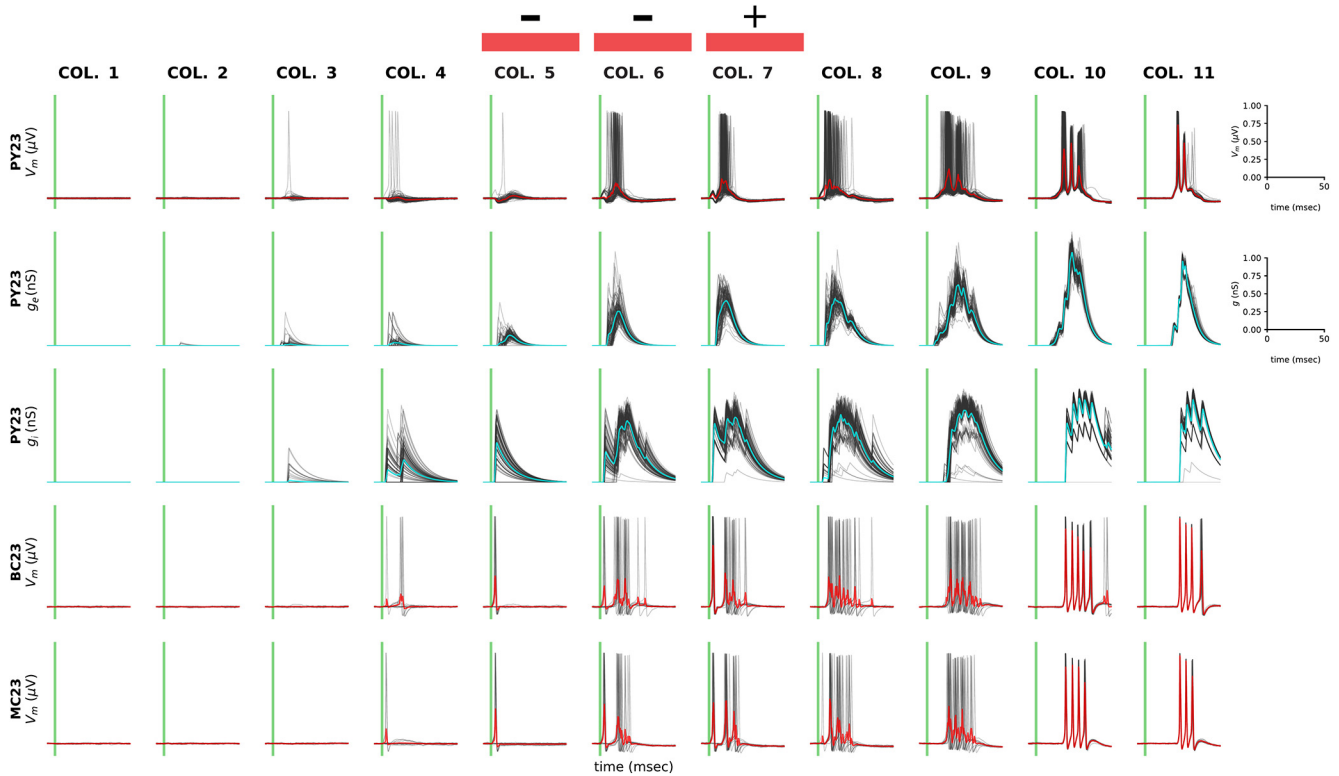 − − +
COL. 1 COL. 2 COL. 3 COL. 4 COL. 5 COL. 6 COL. 7 COL. 8 COL. 9 COL. 10 COL. 11
PY23
Vm (μV)
1.00
0.75
0.50
0.25
0.00
Vm (μV)
0 50
time (msec)
PY23
ge(nS)
1.00
0.75
0.50
0.25
0.00
g (nS)
0 50
time (msec)
PY23
gi (nS)
BC23
Vm (μV)
MC23
Vm (μV)
time (msec)